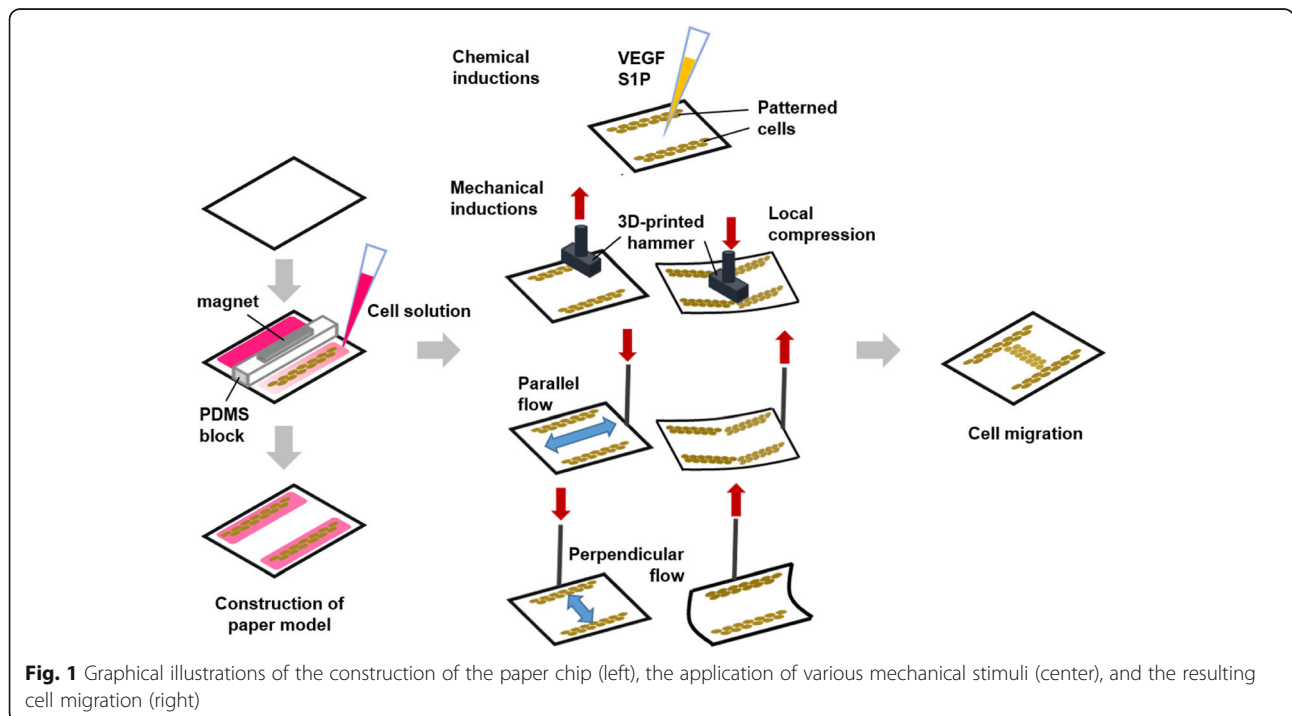 Chemical
inductions
VEGF
S1P
Patterned
cells
Mechanical
inductions
3D-printed
hammer
Local
compression
magnet
Cell solution
PDMS
block
Parallel
flow
Perpendicular
flow
Construction of
paper model
Cell migration
Fig. 1 Graphical illustrations of the construction of the paper chip (left), the application of various mechanical stimuli (center), and the resulting
cell migration (right)